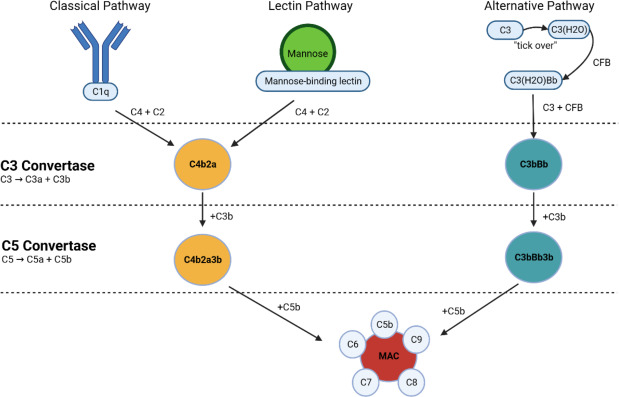 Classical Pathway
Lectin Pathway
Alternative Pathway
C3
C3(H2O)
"tick over"
Mannose
CFB
Mannose-binding lectin
C3(H2O)Bb
C1q
C4 + C2
C4 + C2
C3 + CFB
C3 Convertase
C3 → C3a + C3b
C4b2a
C3bBb
+C3b
+C3b
C5 Convertase
C5 → C5a + C5b
C4b2a3b
C3bBb3b
+C5b
+C5b
C5b
C6
C9
MAC
C7
C8